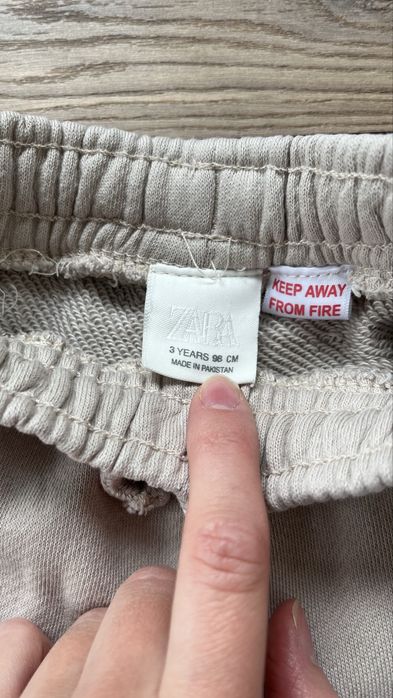 ZARA
3 YEARS 98 CM
MADE IN PAKISTAN
KEEP AWAY
FROM FIRE